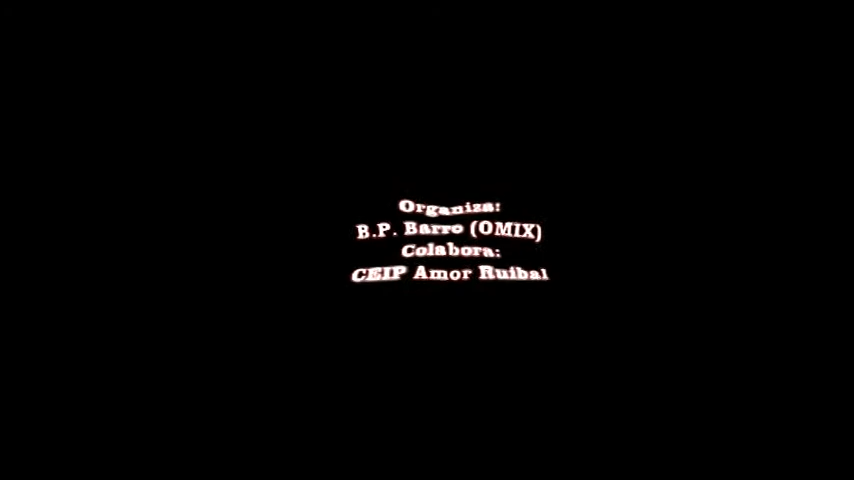 Organiza:
B.P. Barro (OMIX)
Colabora:
CEIP Amor Ruibal